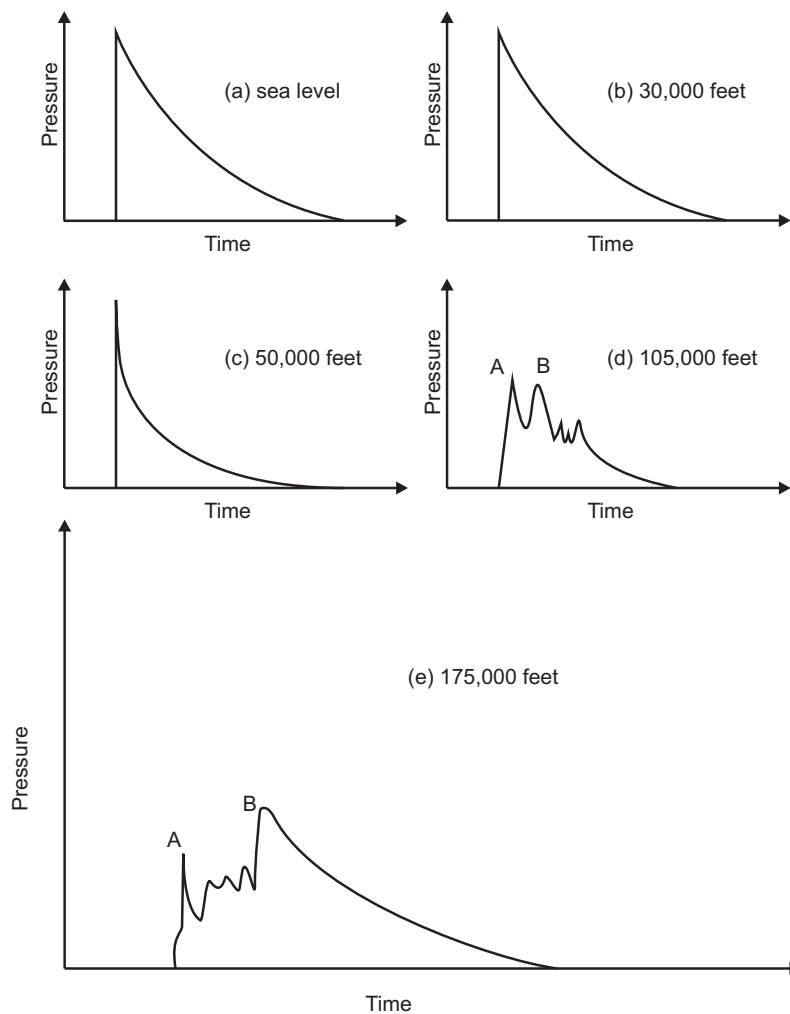 Pressure
(a) sea level
Time
Pressure
(b) 30,000 feet
Time
Pressure
(c) 50,000 feet
Time
Pressure
A
B
(d) 105,000 feet
Time
Pressure
(e) 175,000 feet
A
B
Time